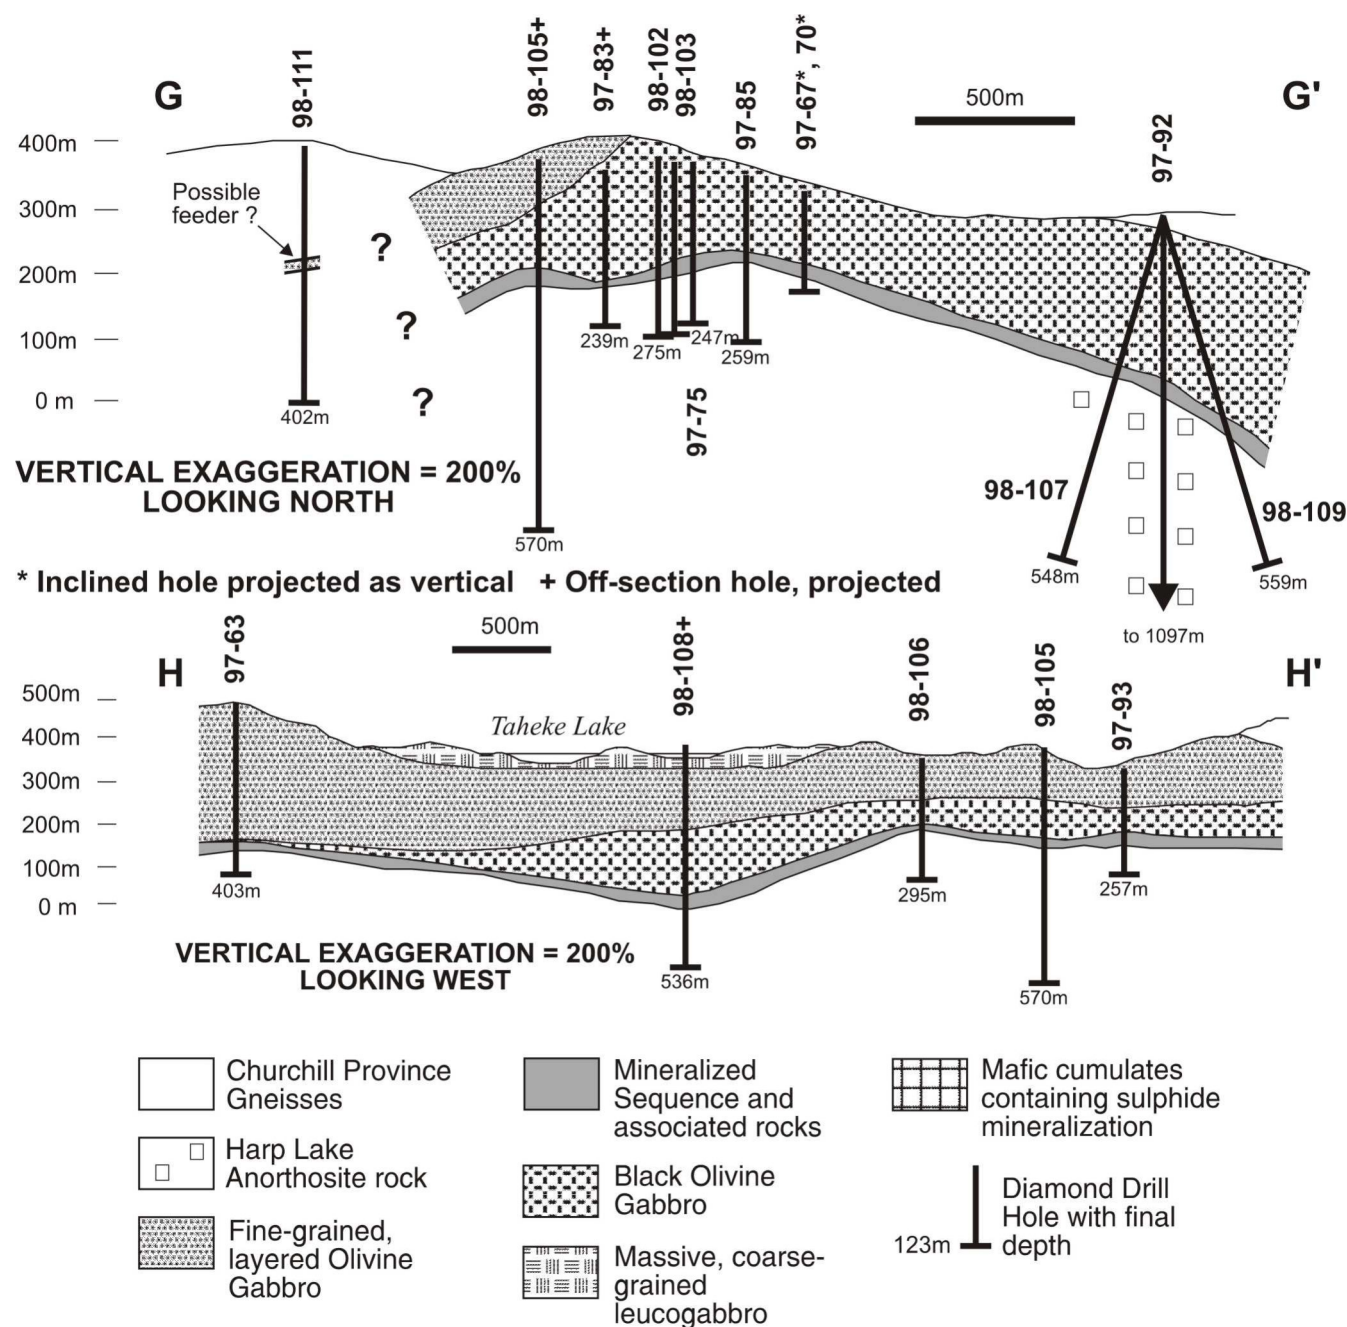 G
98-111
98-105+
97-83+
98-102
98-103
97-85
97-67*, 70*
500m
97-92
G'
400m
300m
200m
100m
0 m
Possible
feeder ?
?
?
?
402m
239m
275m
247m
259m
97-75
570m
98-107
98-109
548m
559m
to 1097m
VERTICAL EXAGGERATION = 200%
LOOKING NORTH
* Inclined hole projected as vertical + Off-section hole, projected
97-63
H
500m
98-108+
98-106
98-105
97-93
H'
Taheke Lake
500m
400m
300m
200m
100m
0 m
403m
536m
295m
570m
257m
VERTICAL EXAGGERATION = 200%
LOOKING WEST
Churchill Province
Gneisses
Harp Lake
Anorthosite rock
Fine-grained,
layered Olivine
Gabbro
Mineralized
Sequence and
associated rocks
Black Olivine
Gabbro
Massive, coarse-
grained
leucogabbro
Mafic cumulates
containing sulphide
mineralization
Diamond Drill
Hole with final
depth
123m